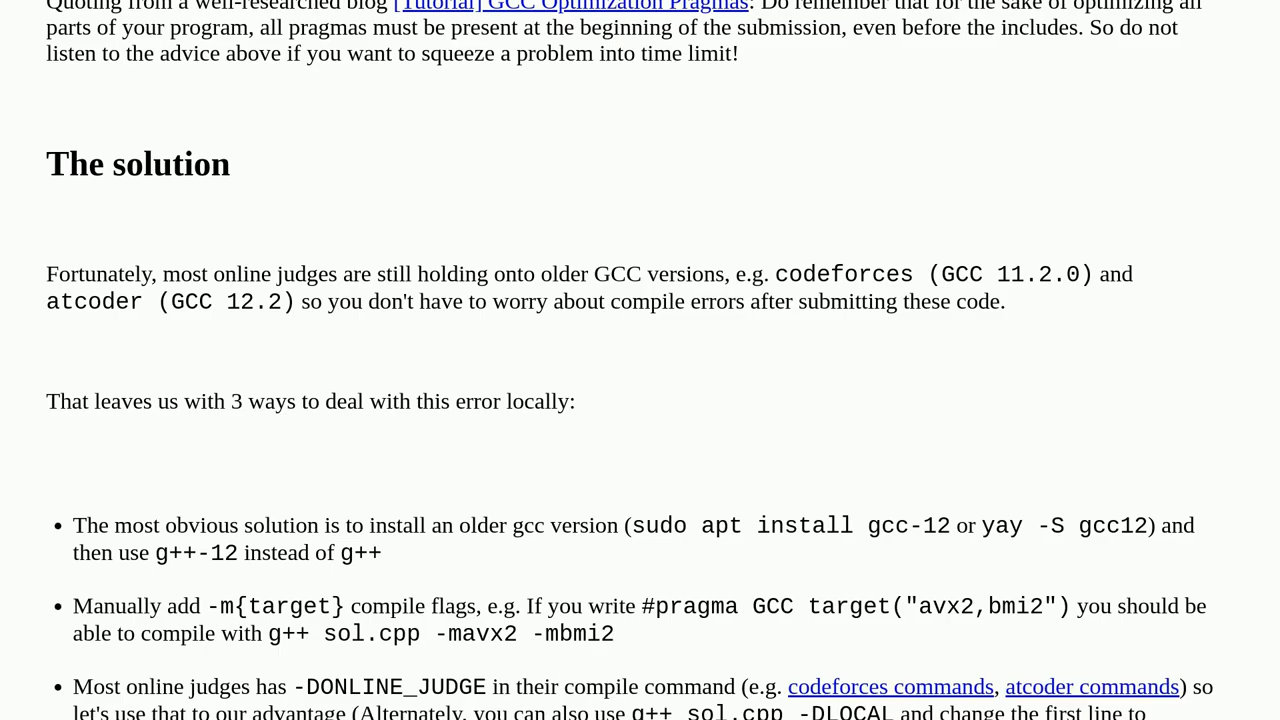 Quoting from a well-researched blog [Tutorial] GCC Optimization Pragmas: Do remember that for the sake of optimizing all
parts of your program, all pragmas must be present at the beginning of the submission, even before the includes. So do not
listen to the advice above if you want to squeeze a problem into time limit!
The solution
Fortunately, most online judges are still holding onto older GCC versions, e.g. codeforces (GCC 11.2.0) and
atcoder (GCC 12.2) so you don't have to worry about compile errors after submitting these code.
That leaves us with 3 ways to deal with this error locally:
• The most obvious solution is to install an older gcc version (sudo apt install gcc-12 or yay -S gcc12) and
then use g++-12 instead of g++
• Manually add -m{target} compile flags, e.g. If you write #pragma GCC target("avx2,bmi2") you should be
able to compile with g++ sol.cpp -mavx2 -mbmi2
• Most online judges has -DONLINE_JUDGE in their compile command (e.g. codeforces commands, atcoder commands) so
let's use that to our advantage (Alternately, you can also use g++ sol.cpp -DLOCAL and change the first line to